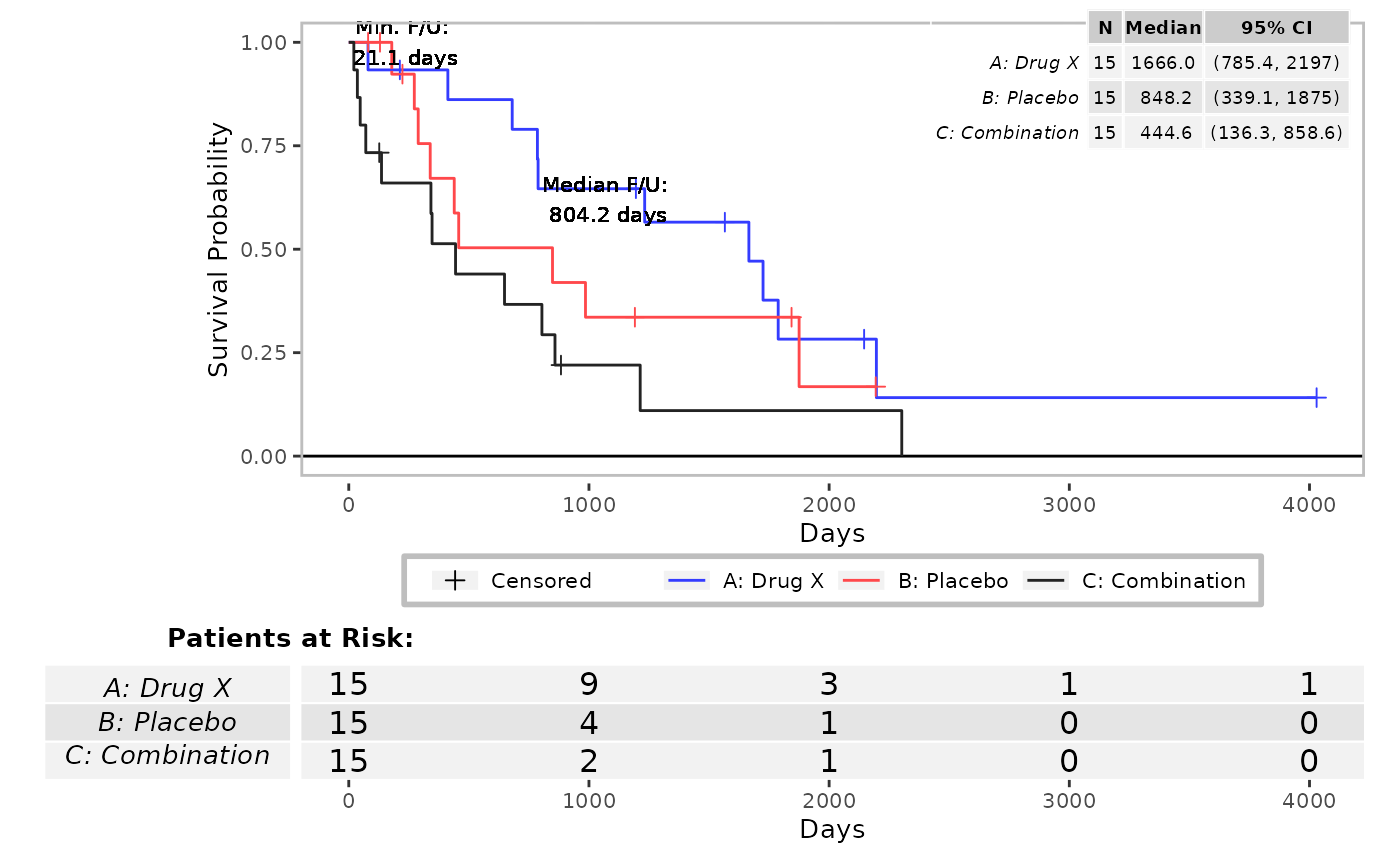 N Median 95% CI
A: Drug X 15 1666.0 (785.4, 2197)
B: Placebo 15 848.2 (339.1, 1875)
C: Combination 15 444.6 (136.3, 858.6)
Min. F/U:
21.1 days
Median F/U:
804.2 days
Survival Probability
1.00
0.75
0.50
0.25
0.00
0 1000 2000 3000 4000
Days
Censored A: Drug X B: Placebo C: Combination
Patients at Risk:
A: Drug X 15 9 3 1 1
B: Placebo 15 4 1 0 0
C: Combination 15 2 1 0 0
0 1000 2000 3000 4000
Days